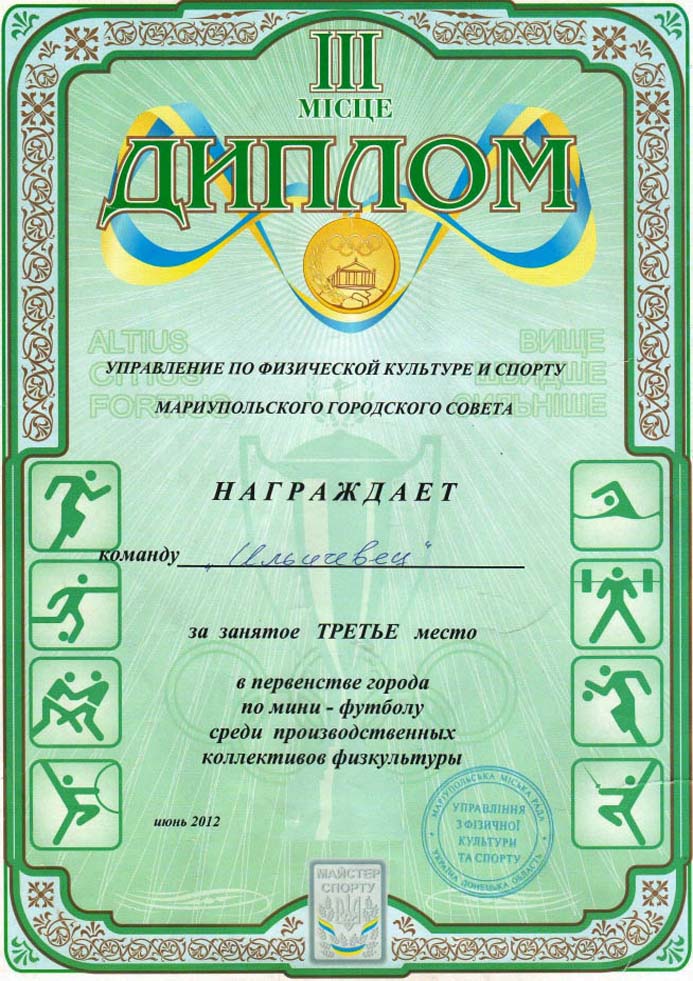 III
МІСЦЕ
ДИПЛОМ
ALTIUS
CITIUS
FORTIUS
ВИЩЕ
ШВИДШЕ
СИЛЬНІШЕ
УПРАВЛЕНИЕ ПО ФИЗИЧЕСКОЙ КУЛЬТУРЕ И СПОРТУ
МАРИУПОЛЬСКОГО ГОРОДСКОГО СОВЕТА
НАГРАЖДАЕТ
команду „Ильичевец“
за занятое ТРЕТЬЕ место
в первенстве города
по мини - футболу
среди производственных
коллективов физкультуры
июнь 2012
МАРІУПОЛЬСЬКА МІСЬКА РАДА
УПРАВЛІННЯ
З ФІЗИЧНОЇ
КУЛЬТУРИ
ТА СПОРТУ
УКРАЇНА ДОНЕЦЬКА ОБЛАСТЬ
МАЙСТЕР
СПОРТУ